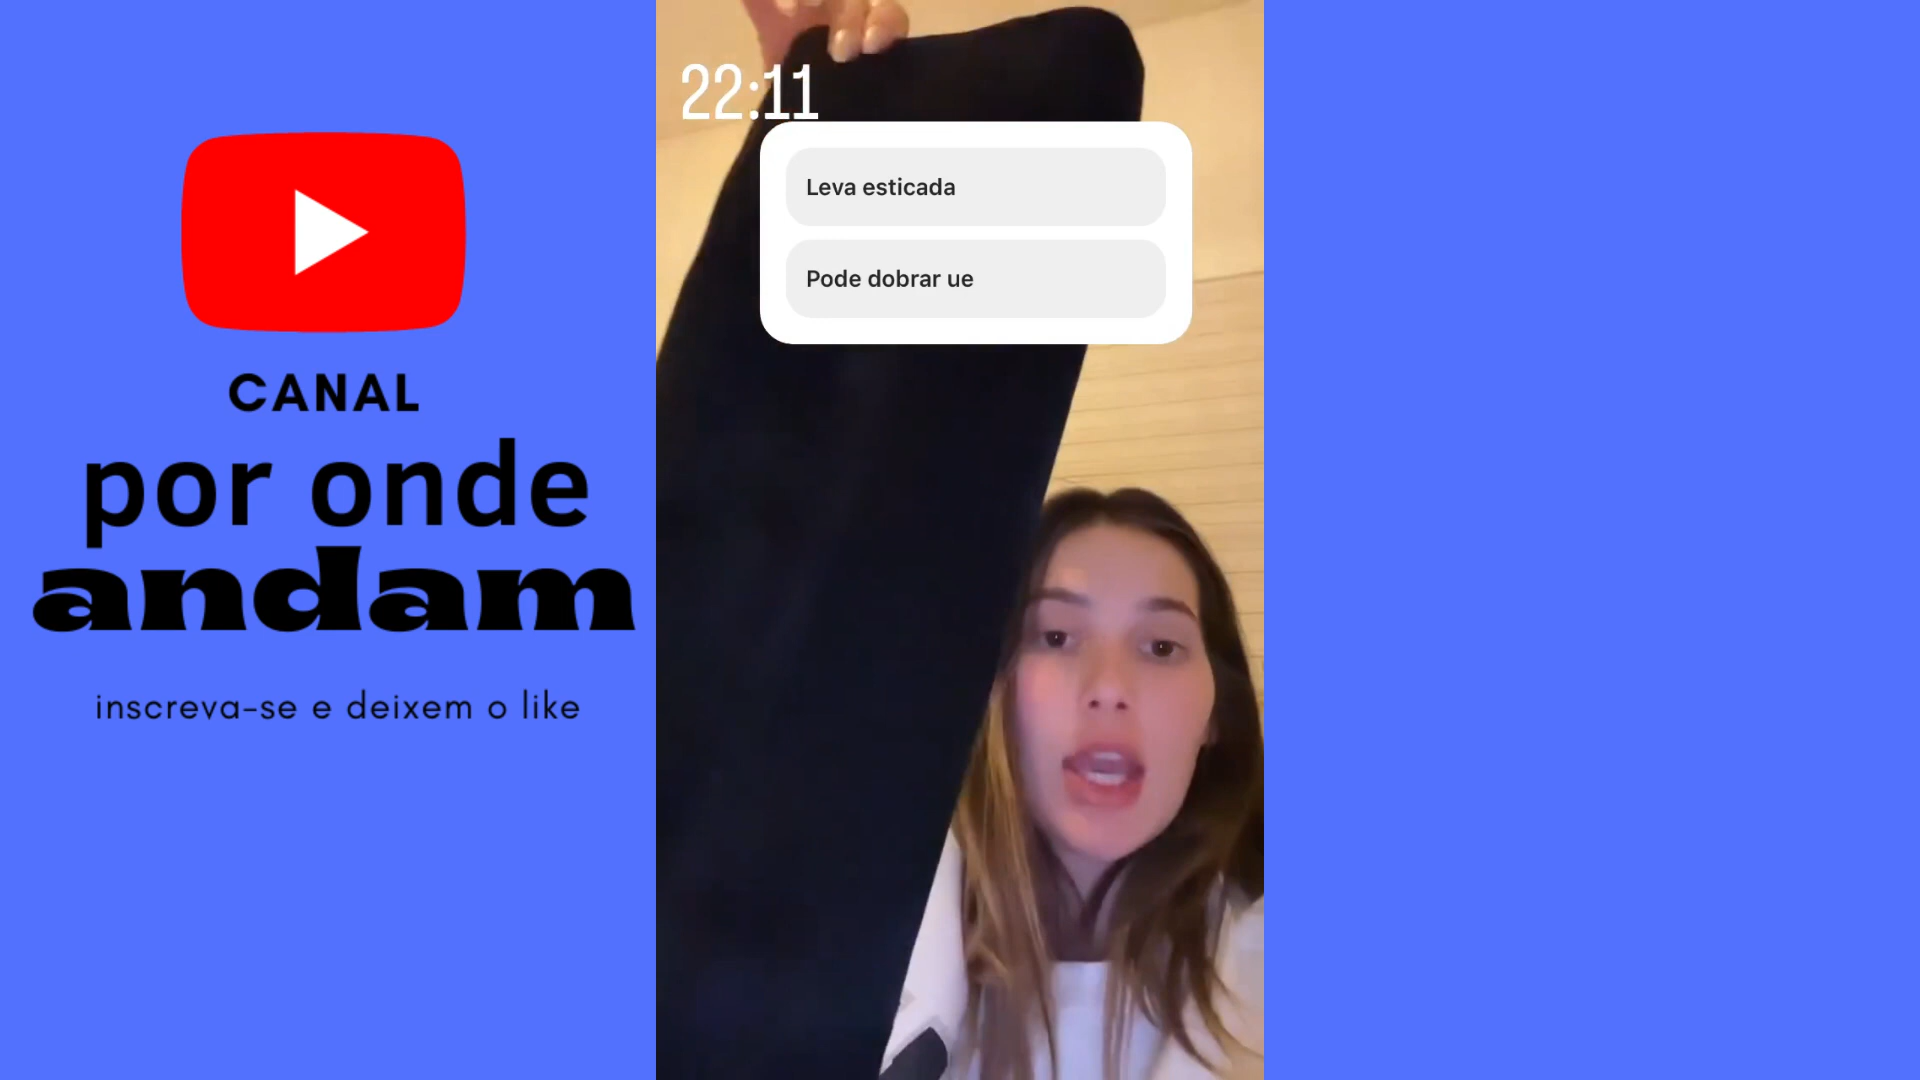 CANAL
por onde
andam
inscreva-se e deixem o like
22:11
Leva esticada
Pode dobrar ue